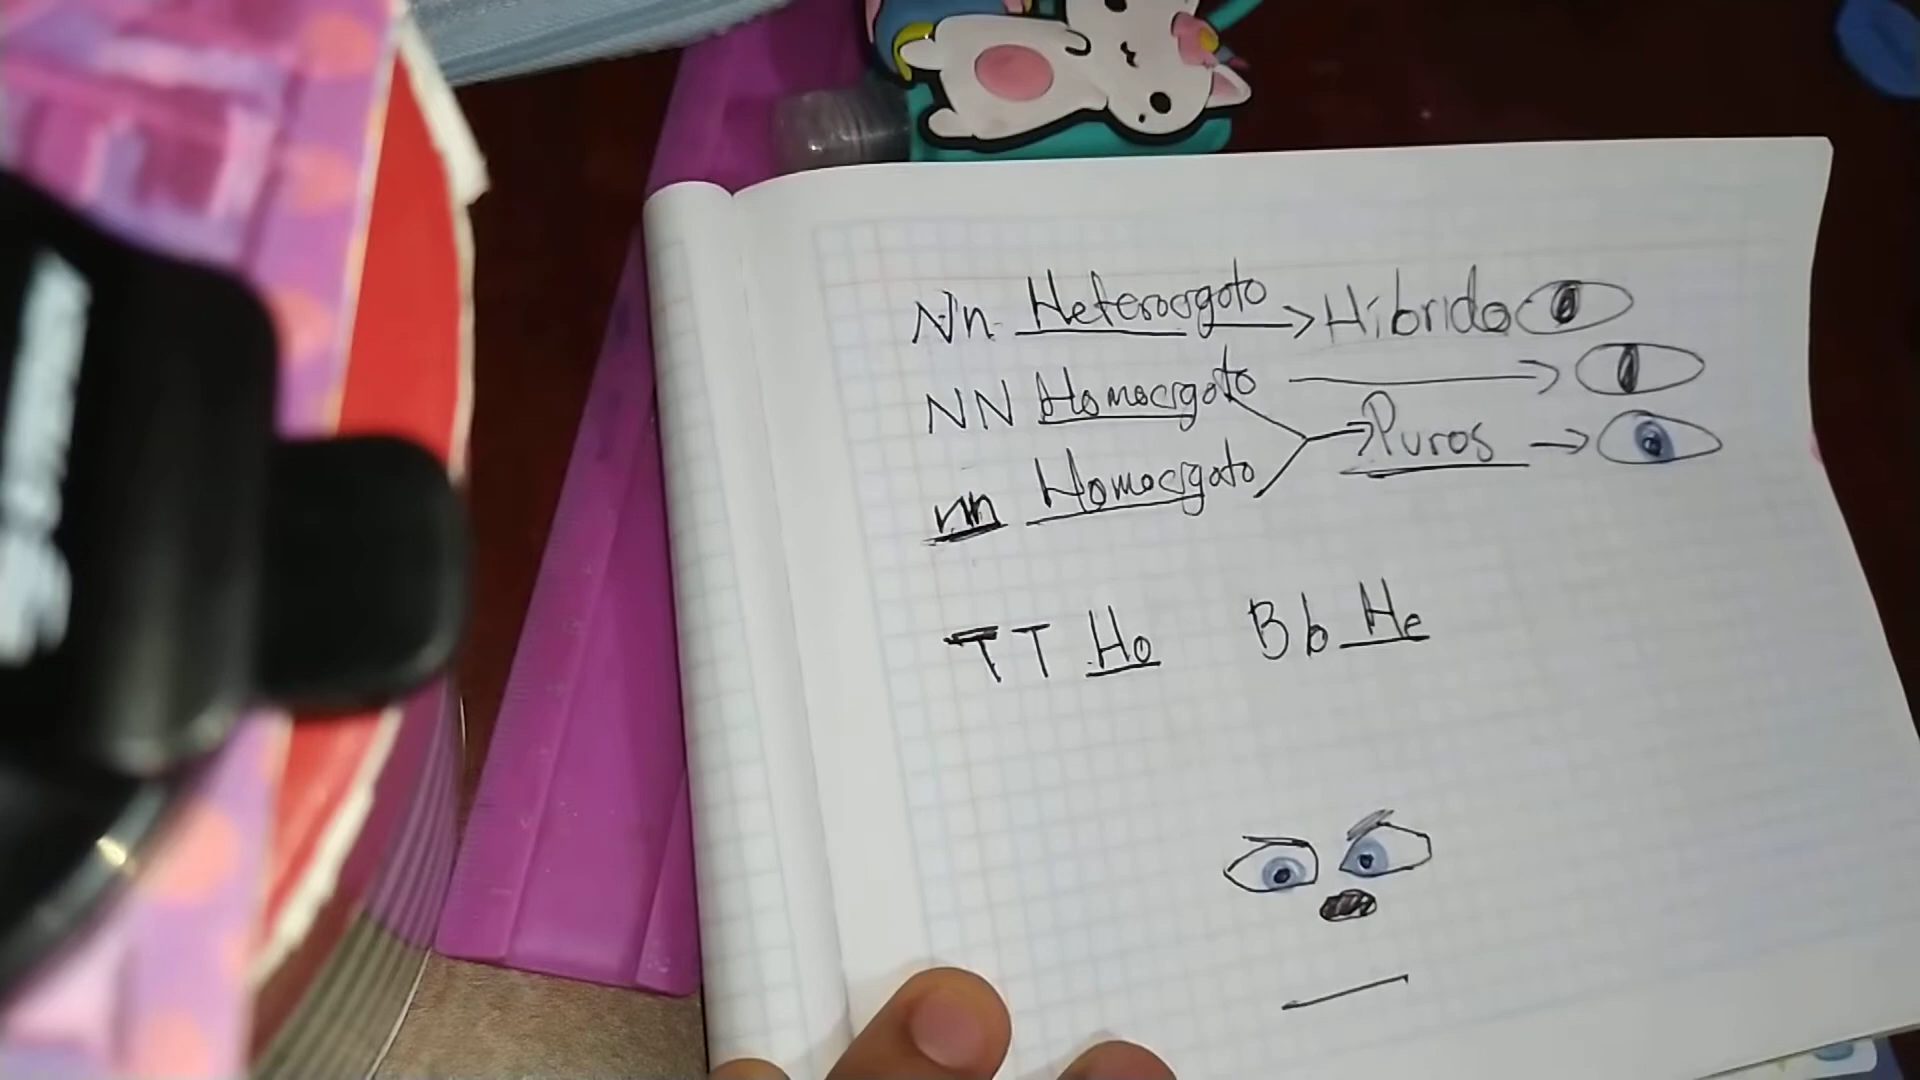 Nn Heterocigoto → Híbrido
NN Homocigoto →
nn Homocigoto → Puros →
TT Ho Bb He